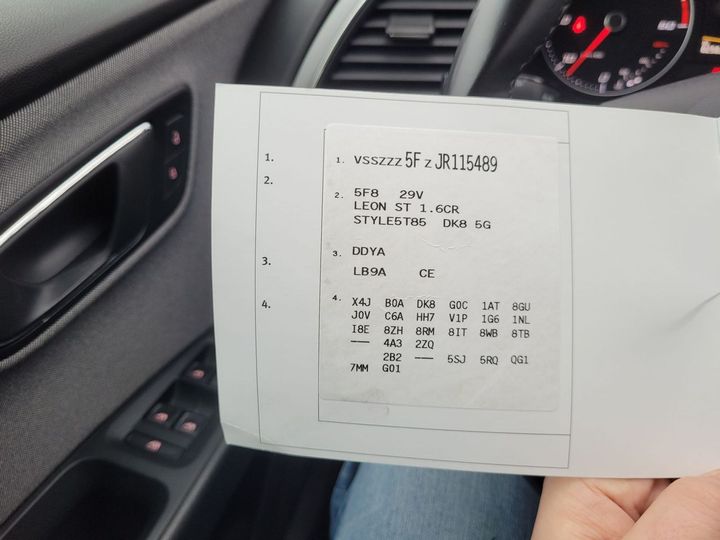 1.
2.
3.
4.
1. VSSZZZ 5F Z JR115489
2. 5F8 29V
LEON ST 1.6CR
STYLE5T85 DK8 5G
3. DDYA
LB9A CE
4. X4J B0A DK8 G0C 1AT 8GU
J0V C6A HH7 V1P 1G6 1NL
I8E 8ZH 8RM 8IT 8WB 8TB
--- 4A3 2ZQ
2B2 --- 5SJ 5RQ QG1
7MM G01